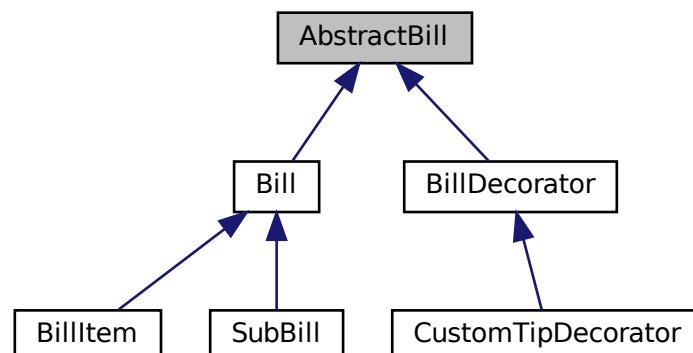 AbstractBill
Bill
BillDecorator
BillItem
SubBill
CustomTipDecorator